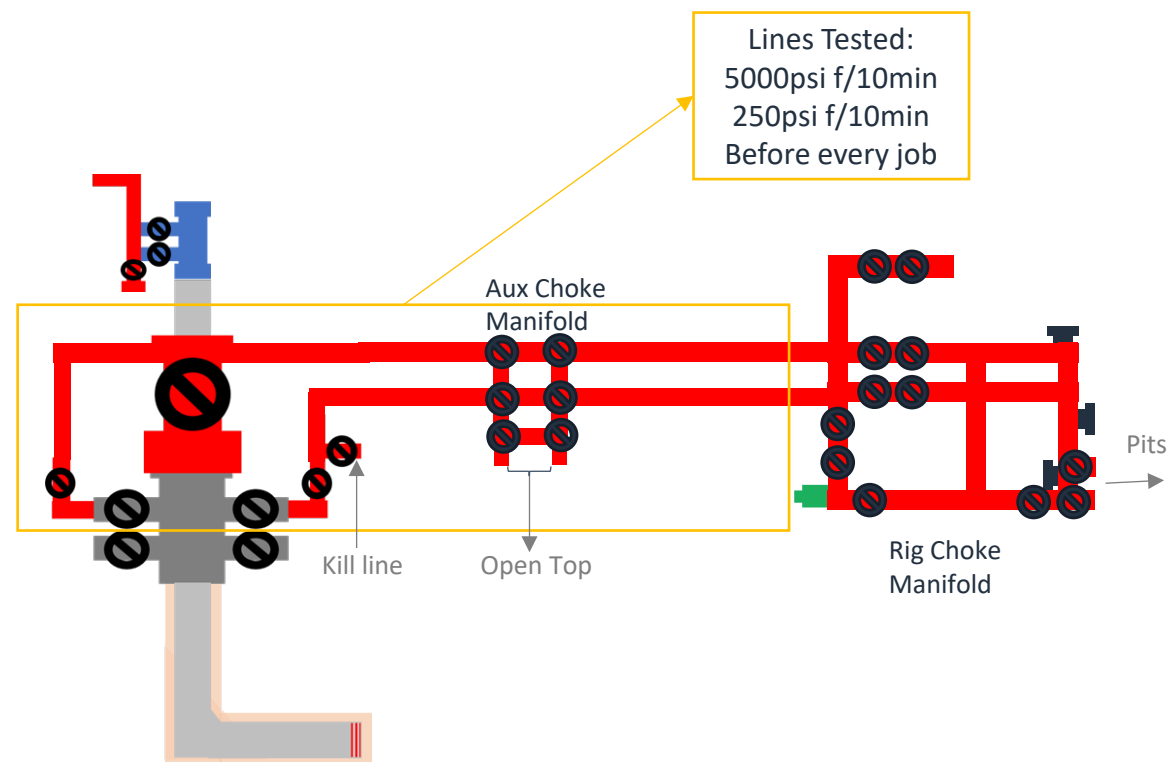 Lines Tested:
5000psi f/10min
250psi f/10min
Before every job
Aux Choke
Manifold
Pits
Kill line
Open Top
Rig Choke
Manifold